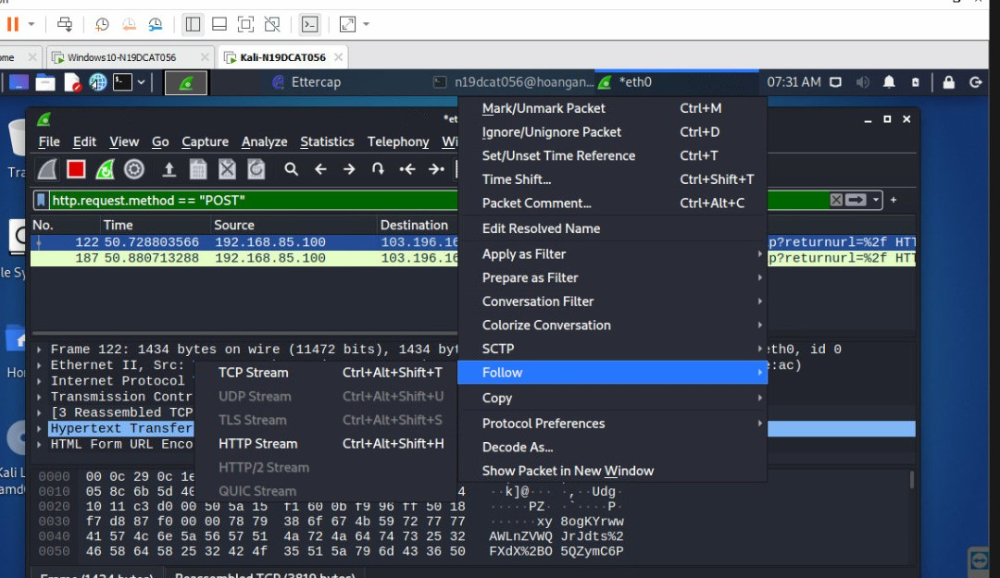 ome
Windows10-N19DCAT056
Kali-N19DCAT056
Ettercap
n19dcat056@hoangan...
*eth0
07:31 AM
*et
File Edit View Go Capture Analyze Statistics Telephony Wi
http.request.method == "POST"
No. Time Source Destination
122 50.728803566 192.168.85.100 103.196.16 p?returnurl=%2f HTT
187 50.880713288 192.168.85.100 103.196.16 p?returnurl=%2f HTT
Mark/Unmark Packet Ctrl+M
Ignore/Unignore Packet Ctrl+D
Set/Unset Time Reference Ctrl+T
Time Shift... Ctrl+Shift+T
Packet Comment... Ctrl+Alt+C
Edit Resolved Name
Apply as Filter
Prepare as Filter
Conversation Filter
Colorize Conversation
SCTP
Follow
Copy
Protocol Preferences
Decode As...
Show Packet in New Window
TCP Stream Ctrl+Alt+Shift+T
UDP Stream Ctrl+Alt+Shift+U
TLS Stream Ctrl+Alt+Shift+S
HTTP Stream Ctrl+Alt+Shift+H
HTTP/2 Stream
QUIC Stream
Frame 122: 1434 bytes on wire (11472 bits), 1434 byt eth0, id 0
Ethernet II, Src: :ac)
Internet Protocol
Transmission Contr
[3 Reassembled TCP
Hypertext Transfer
HTML Form URL Enco
0000 00 0c 29 0c 1e
0010 05 8c 6b 5d 40 4 ··k]@··· ·,··Udg·
0020 10 11 c3 d0 00 50 5a 15 f1 60 0b f9 96 ff 50 18 ·····PZ· ·`····P·
0030 f7 d8 87 f0 00 00 78 79 38 6f 67 4b 59 72 77 77 ······xy 8ogKYrww
0040 41 57 4c 6e 5a 56 57 51 4a 72 4a 64 74 73 25 32 AWLnZVWQ JrJdts%2
0050 46 58 64 58 25 32 42 4f 35 51 5a 79 6d 43 36 50 FXdX%2BO 5QZymC6P
Frame (1434 bytes) Reassembled TCP (3819 bytes)
Tra
le Sy
Ho
Kali L
amd